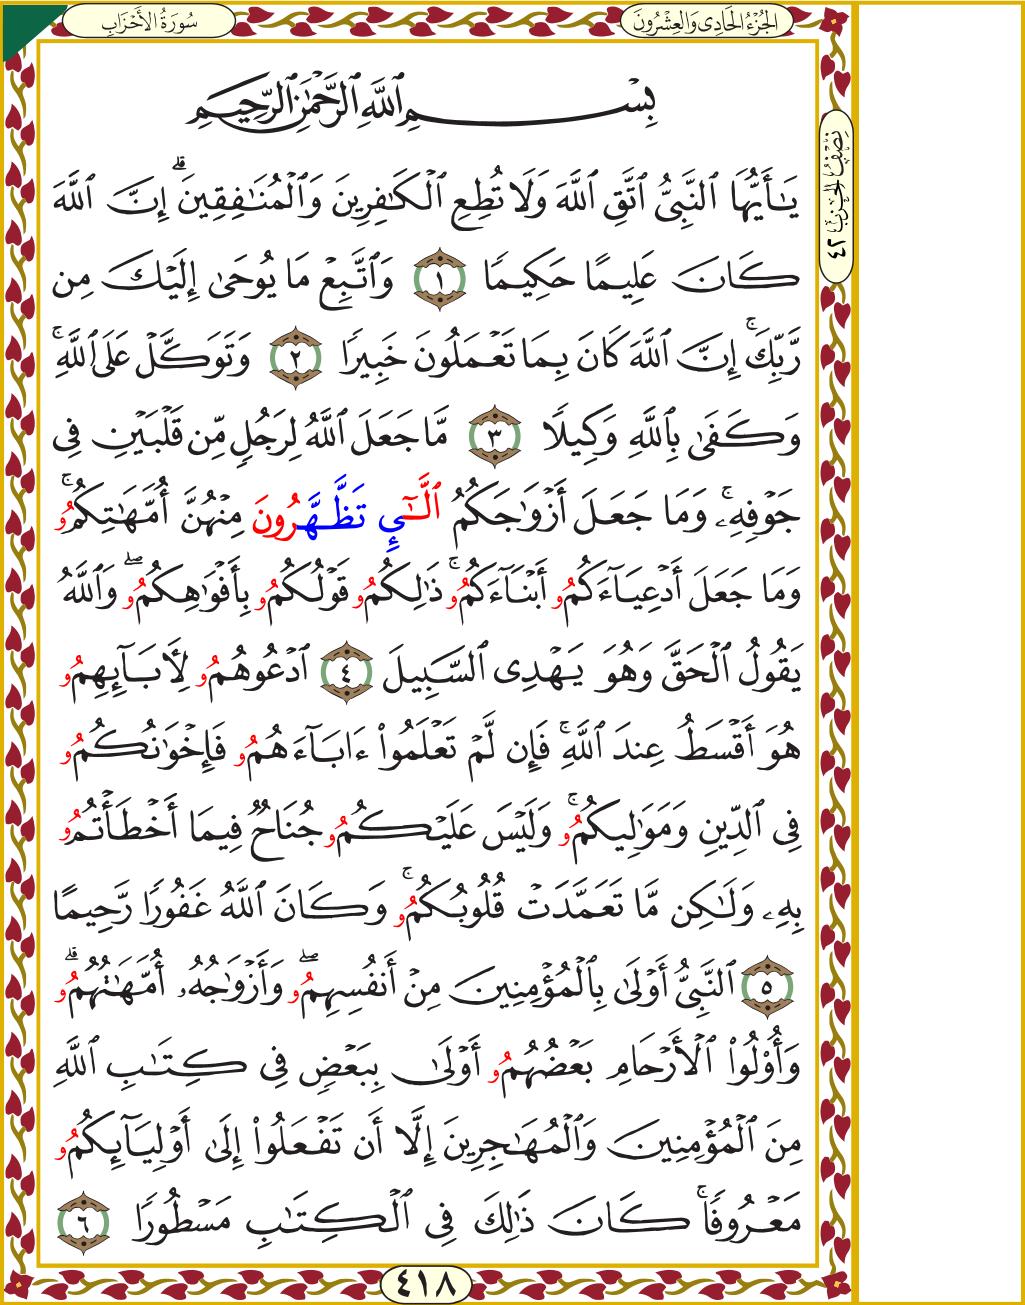 سُورَةُ الأَحْزَابِ
الجُزْءُ الحَادِي وَالعِشْرُونَ
نِصْفُ الحِزْبِ ٤٢
بِسْمِ ٱللَّهِ ٱلرَّحْمَٰنِ ٱلرَّحِيمِ
يَٰٓأَيُّهَا ٱلنَّبِىُّ ٱتَّقِ ٱللَّهَ وَلَا تُطِعِ ٱلْكَٰفِرِينَ وَٱلْمُنَٰفِقِينَ ۗ إِنَّ ٱللَّهَ
كَانَ عَلِيمًا حَكِيمًا ١ وَٱتَّبِعْ مَا يُوحَىٰ إِلَيْكَ مِن
رَّبِّكَ ۚ إِنَّ ٱللَّهَ كَانَ بِمَا تَعْمَلُونَ خَبِيرًا ٢ وَتَوَكَّلْ عَلَى ٱللَّهِ ۚ
وَكَفَىٰ بِٱللَّهِ وَكِيلًا ٣ مَّا جَعَلَ ٱللَّهُ لِرَجُلٍ مِّن قَلْبَيْنِ فِى
جَوْفِهِۦ ۚ وَمَا جَعَلَ أَزْوَٰجَكُمُ ٱلَّٰٓىِٕ تَظَّهَّرُونَ مِنْهُنَّ أُمَّهَٰتِكُمُو ۚ
وَمَا جَعَلَ أَدْعِيَآءَكُمُو أَبْنَآءَكُمُو ۚ ذَٰلِكُمُو قَوْلُكُمُو بِأَفْوَٰهِكُمُو ۖ وَٱللَّهُ
يَقُولُ ٱلْحَقَّ وَهُوَ يَهْدِى ٱلسَّبِيلَ ٤ ٱدْعُوهُمُو لِأَبَآئِهِمُو
هُوَ أَقْسَطُ عِندَ ٱللَّهِ ۚ فَإِن لَّمْ تَعْلَمُوا۟ ءَابَآءَهُمُو فَإِخْوَٰنُكُمُو
فِى ٱلدِّينِ وَمَوَٰلِيكُمُو ۚ وَلَيْسَ عَلَيْكُمُو جُنَاحٌ فِيمَا أَخْطَأْتُمُو
بِهِۦ وَلَٰكِن مَّا تَعَمَّدَتْ قُلُوبُكُمُو ۚ وَكَانَ ٱللَّهُ غَفُورًا رَّحِيمًا
٥ ٱلنَّبِىُّ أَوْلَىٰ بِٱلْمُؤْمِنِينَ مِنْ أَنفُسِهِمُو ۖ وَأَزْوَٰجُهُۥ أُمَّهَٰتُهُمُو ۗ
وَأُو۟لُوا۟ ٱلْأَرْحَامِ بَعْضُهُمُو أَوْلَىٰ بِبَعْضٍ فِى كِتَٰبِ ٱللَّهِ
مِنَ ٱلْمُؤْمِنِينَ وَٱلْمُهَٰجِرِينَ إِلَّا أَن تَفْعَلُوا۟ إِلَىٰ أَوْلِيَآئِكُمُو
مَعْرُوفًا ۚ كَانَ ذَٰلِكَ فِى ٱلْكِتَٰبِ مَسْطُورًا ٦
٤١٨